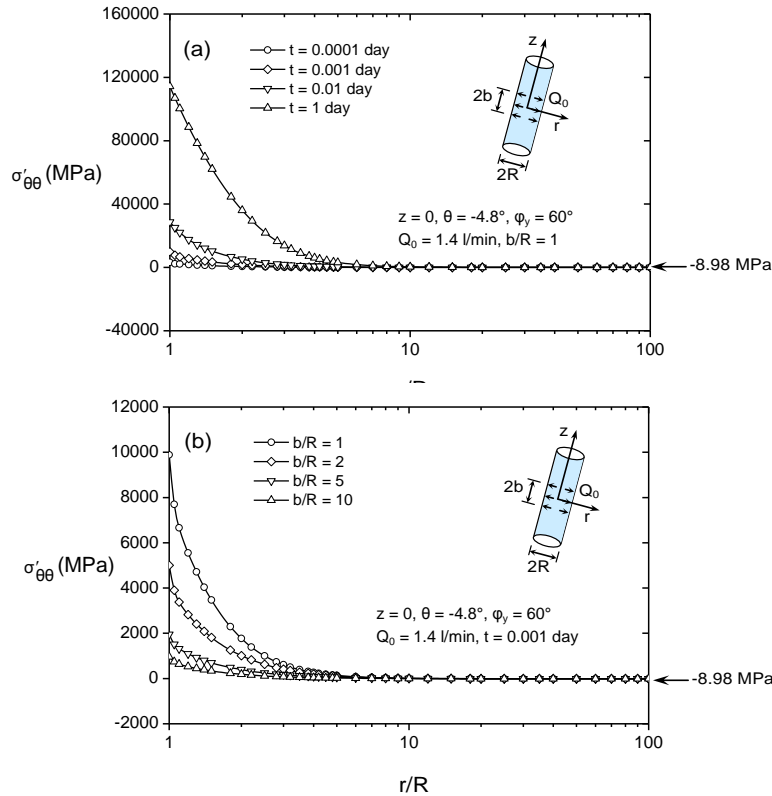 (a)
t = 0.0001 day
t = 0.001 day
t = 0.01 day
t = 1 day
160000
120000
80000
40000
0
-40000
σ′θθ (MPa)
z
2b
Q₀
r
2R
z = 0, θ = -4.8°, φy = 60°
Q₀ = 1.4 l/min, b/R = 1
-8.98 MPa
1
10
100
(b)
b/R = 1
b/R = 2
b/R = 5
b/R = 10
12000
10000
8000
6000
4000
2000
0
-2000
σ′θθ (MPa)
z
2b
Q₀
r
2R
z = 0, θ = -4.8°, φy = 60°
Q₀ = 1.4 l/min, t = 0.001 day
-8.98 MPa
1
10
100
r/R